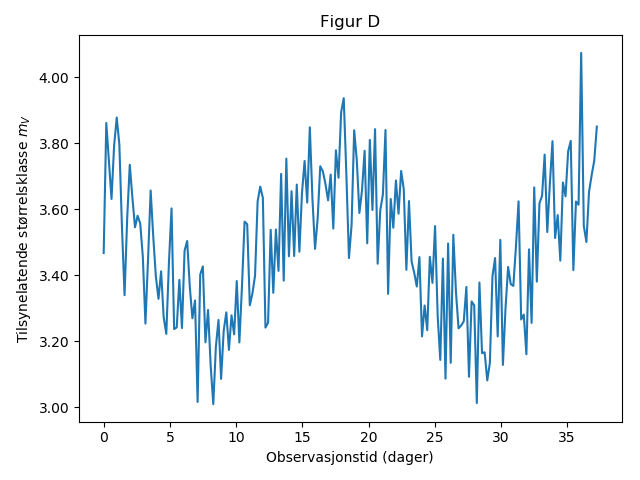 Figur D
Tilsynelatende størrelsklasse m_V
4.00
3.80
3.60
3.40
3.20
3.00
0 5 10 15 20 25 30 35
Observasjonstid (dager)